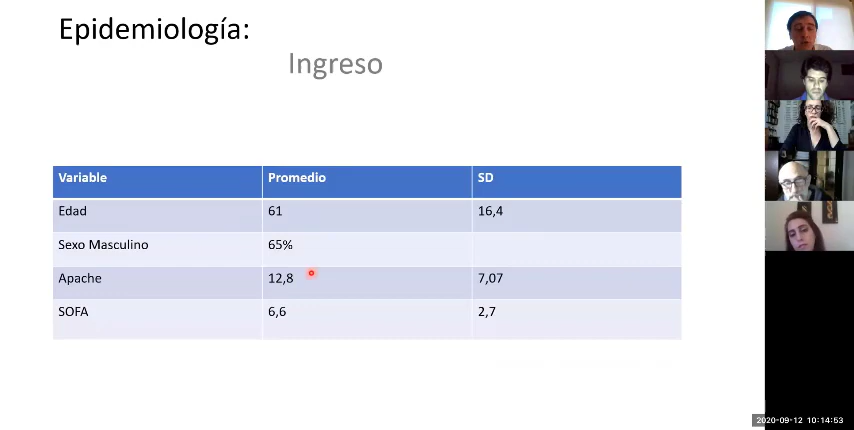 Epidemiología:
Ingreso
Variable Promedio SD
Edad 61 16,4
Sexo Masculino 65%
Apache 12,8 7,07
SOFA 6,6 2,7
2020-09-12 10:14:53